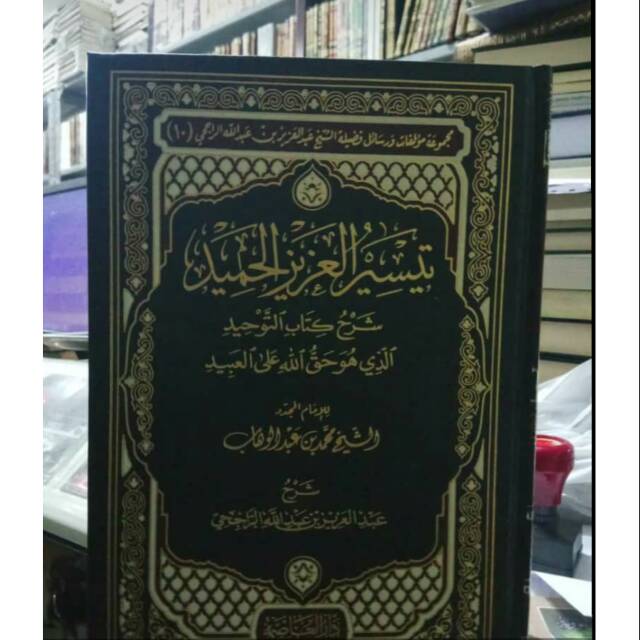 مجموعة مؤلفات ورسائل فضيلة الشيخ عبد العزيز بن عبد الله الراجحي (١٠)
تيسير العزيز الحميد
شرح كتاب التوحيد
الذي هو حق الله على العبيد
للإمام المجدد
الشيخ محمد بن عبد الوهاب
شرح
عبد العزيز بن عبد الله الراجحي